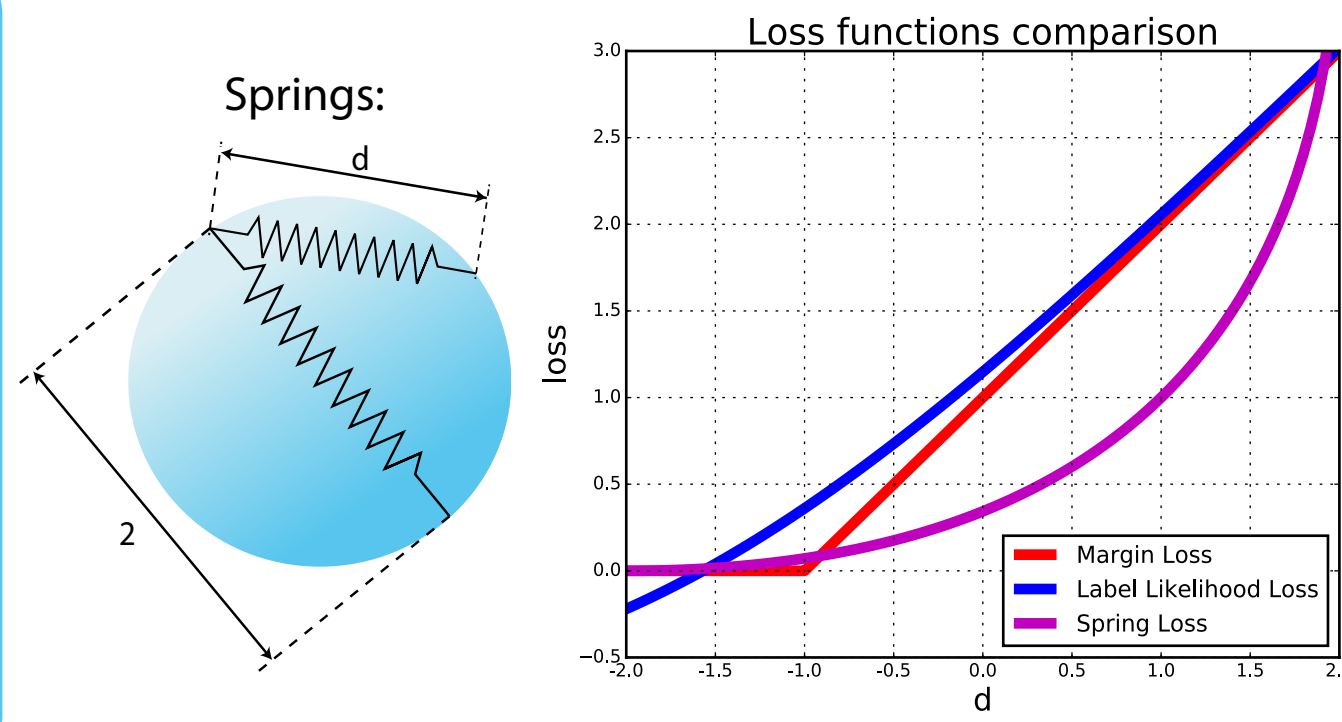 Springs:
d
2
Loss functions comparison
3.0
2.5
2.0
1.5
1.0
0.5
0.0
−0.5
loss
-2.0 -1.5 -1.0 -0.5 0.0 0.5 1.0 1.5 2.
d
Margin Loss
Label Likelihood Loss
Spring Loss